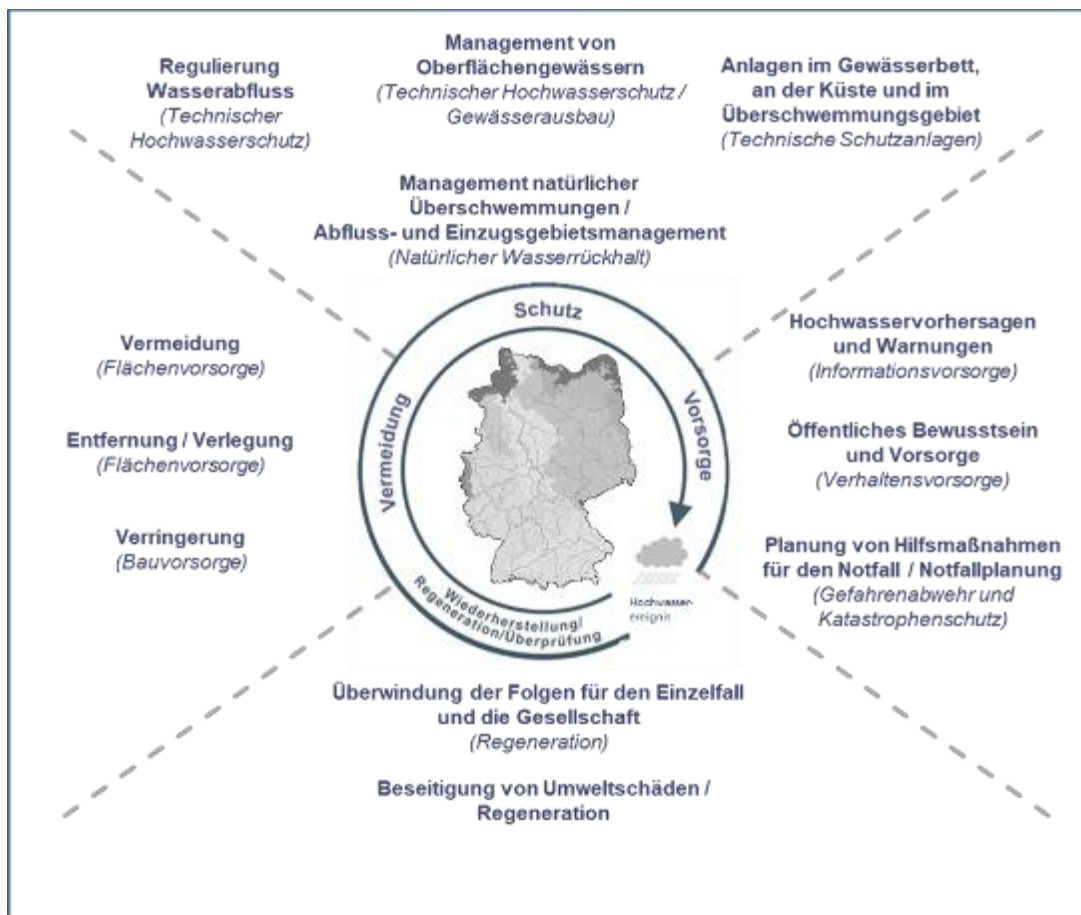 Regulierung
Wasserabfluss
(Technischer
Hochwasserschutz)
Management von
Oberflächengewässern
(Technischer Hochwasserschutz /
Gewässerausbau)
Anlagen im Gewässerbett,
an der Küste und im
Überschwemmungsgebiet
(Technische Schutzanlagen)
Management natürlicher
Überschwemmungen /
Abfluss- und Einzugsgebietsmanagement
(Natürlicher Wasserrückhalt)
Schutz
Vermeidung
(Flächenvorsorge)
Entfernung / Verlegung
(Flächenvorsorge)
Verringerung
(Bauvorsorge)
Vermeidung
Vorsorge
Hochwasservorhersagen
und Warnungen
(Informationsvorsorge)
Öffentliches Bewusstsein
und Vorsorge
(Verhaltensvorsorge)
Planung von Hilfsmaßnahmen
für den Notfall / Notfallplanung
(Gefahrenabwehr und
Katastrophenschutz)
Hochwasser-
ereignit
Wiederherstellung/
Regeneration/Überprüfung
Überwindung der Folgen für den Einzelfall
und die Gesellschaft
(Regeneration)
Beseitigung von Umweltschäden /
Regeneration